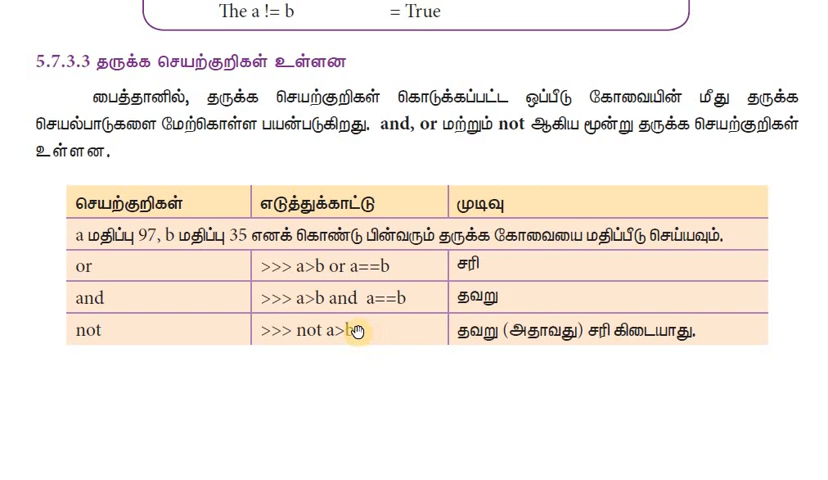 The a != b = True
5.7.3.3 தருக்க செயற்குறிகள் உள்ளன
பைத்தானில், தருக்க செயற்குறிகள் கொடுக்கப்பட்ட ஒப்பீடு கோவையின் மீது தருக்க
செயல்பாடுகளை மேற்கொள்ள பயன்படுகிறது. and, or மற்றும் not ஆகிய மூன்று தருக்க செயற்குறிகள்
உள்ளன.
செயற்குறிகள் எடுத்துக்காட்டு முடிவு
a மதிப்பு 97, b மதிப்பு 35 எனக் கொண்டு பின்வரும் தருக்க கோவையை மதிப்பீடு செய்யவும்.
or >>> a>b or a==b சரி
and >>> a>b and a==b தவறு
not >>> not a>b தவறு (அதாவது) சரி கிடையாது.